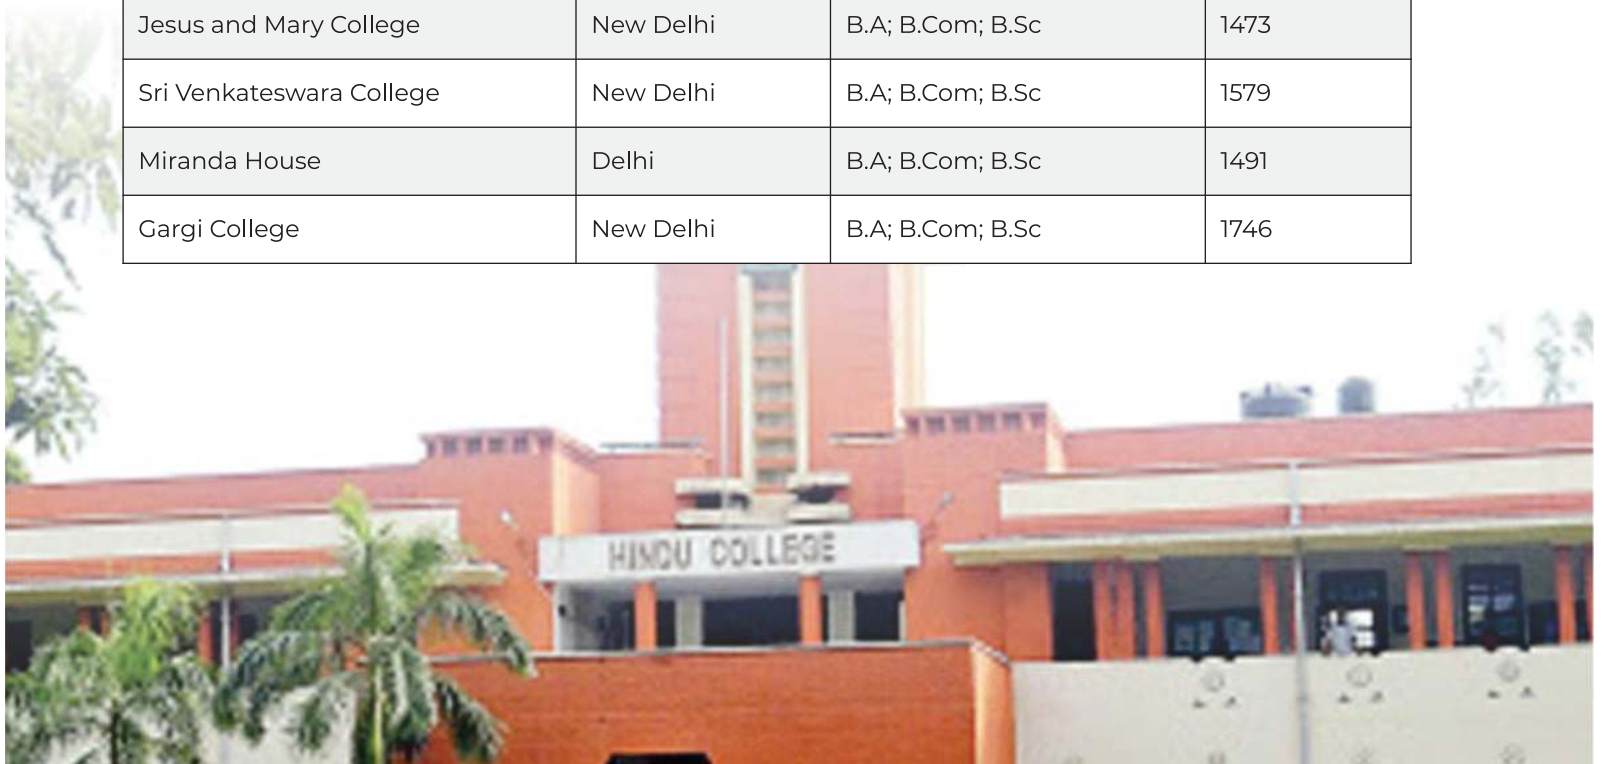 Jesus and Mary College New Delhi B.A; B.Com; B.Sc 1473
Sri Venkateswara College New Delhi B.A; B.Com; B.Sc 1579
Miranda House Delhi B.A; B.Com; B.Sc 1491
Gargi College New Delhi B.A; B.Com; B.Sc 1746
HINDU COLLEGE